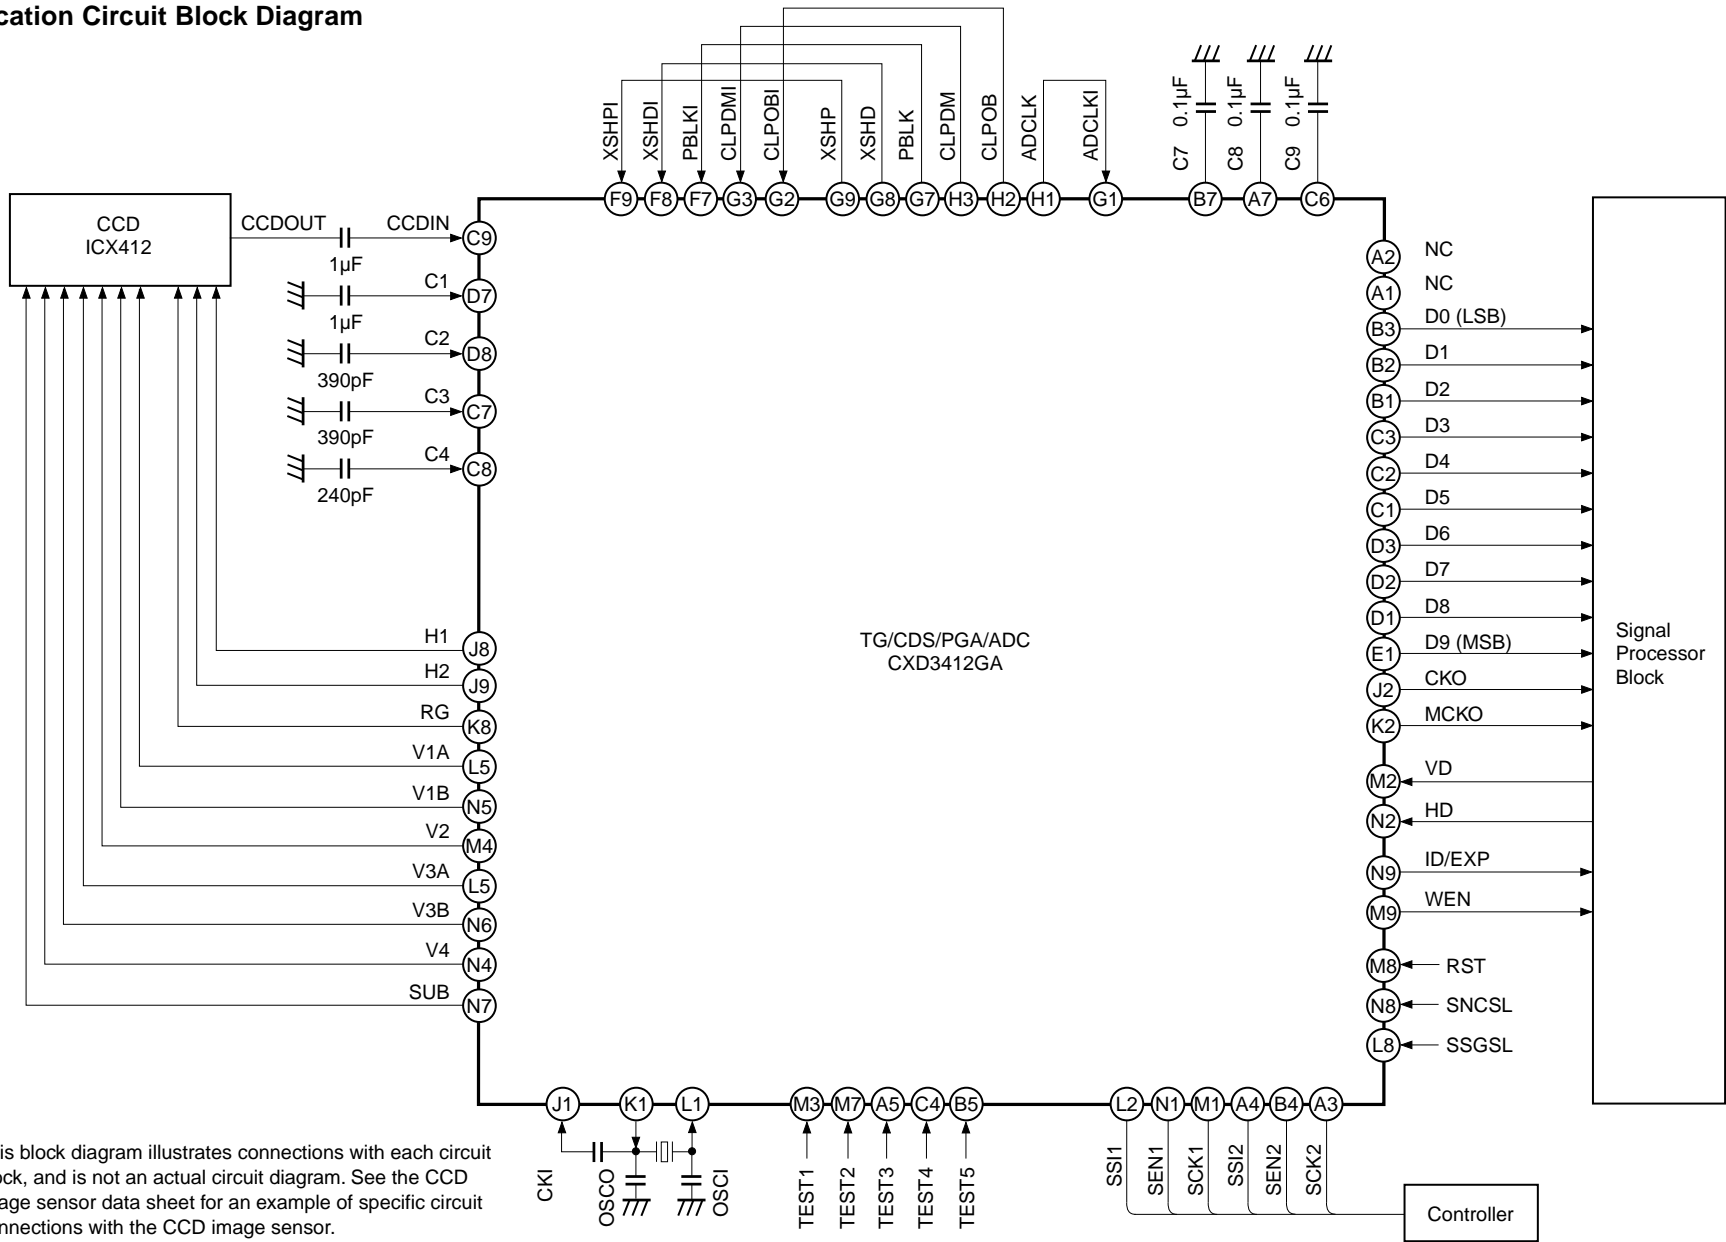 cation Circuit Block Diagram
XSHPI
XSHDI
PBLKI
CLPDMI
CLPOBI
XSHP
XSHD
PBLK
CLPDM
CLPOB
ADCLK
ADCLKI
C7 0.1µF
C8 0.1µF
C9 0.1µF
F9 F8 F7 G3 G2 G9 G8 G7 H3 H2 H1 G1 B7 A7 C6
CCD
ICX412
CCDOUT
1µF
CCDIN C9
C1 D7
1µF
C2 D8
390pF
C3 C7
390pF
C4 C8
240pF
H1 J8
H2 J9
RG K8
V1A L5
V1B N5
V2 M4
V3A L5
V3B N6
V4 N4
SUB N7
TG/CDS/PGA/ADC
CXD3412GA
A2 NC
A1 NC
B3 D0 (LSB)
B2 D1
B1 D2
C3 D3
C2 D4
C1 D5
D3 D6
D2 D7
D1 D8
E1 D9 (MSB)
J2 CKO
K2 MCKO
M2 VD
N2 HD
N9 ID/EXP
M9 WEN
M8 RST
N8 SNCSL
L8 SSGSL
Signal
Processor
Block
J1 K1 L1 M3 M7 A5 C4 B5 L2 N1 M1 A4 B4 A3
CKI
OSCO
OSCI
TEST1
TEST2
TEST3
TEST4
TEST5
SSI1
SEN1
SCK1
SSI2
SEN2
SCK2
Controller
is block diagram illustrates connections with each circuit
ock, and is not an actual circuit diagram. See the CCD
age sensor data sheet for an example of specific circuit
nnections with the CCD image sensor.